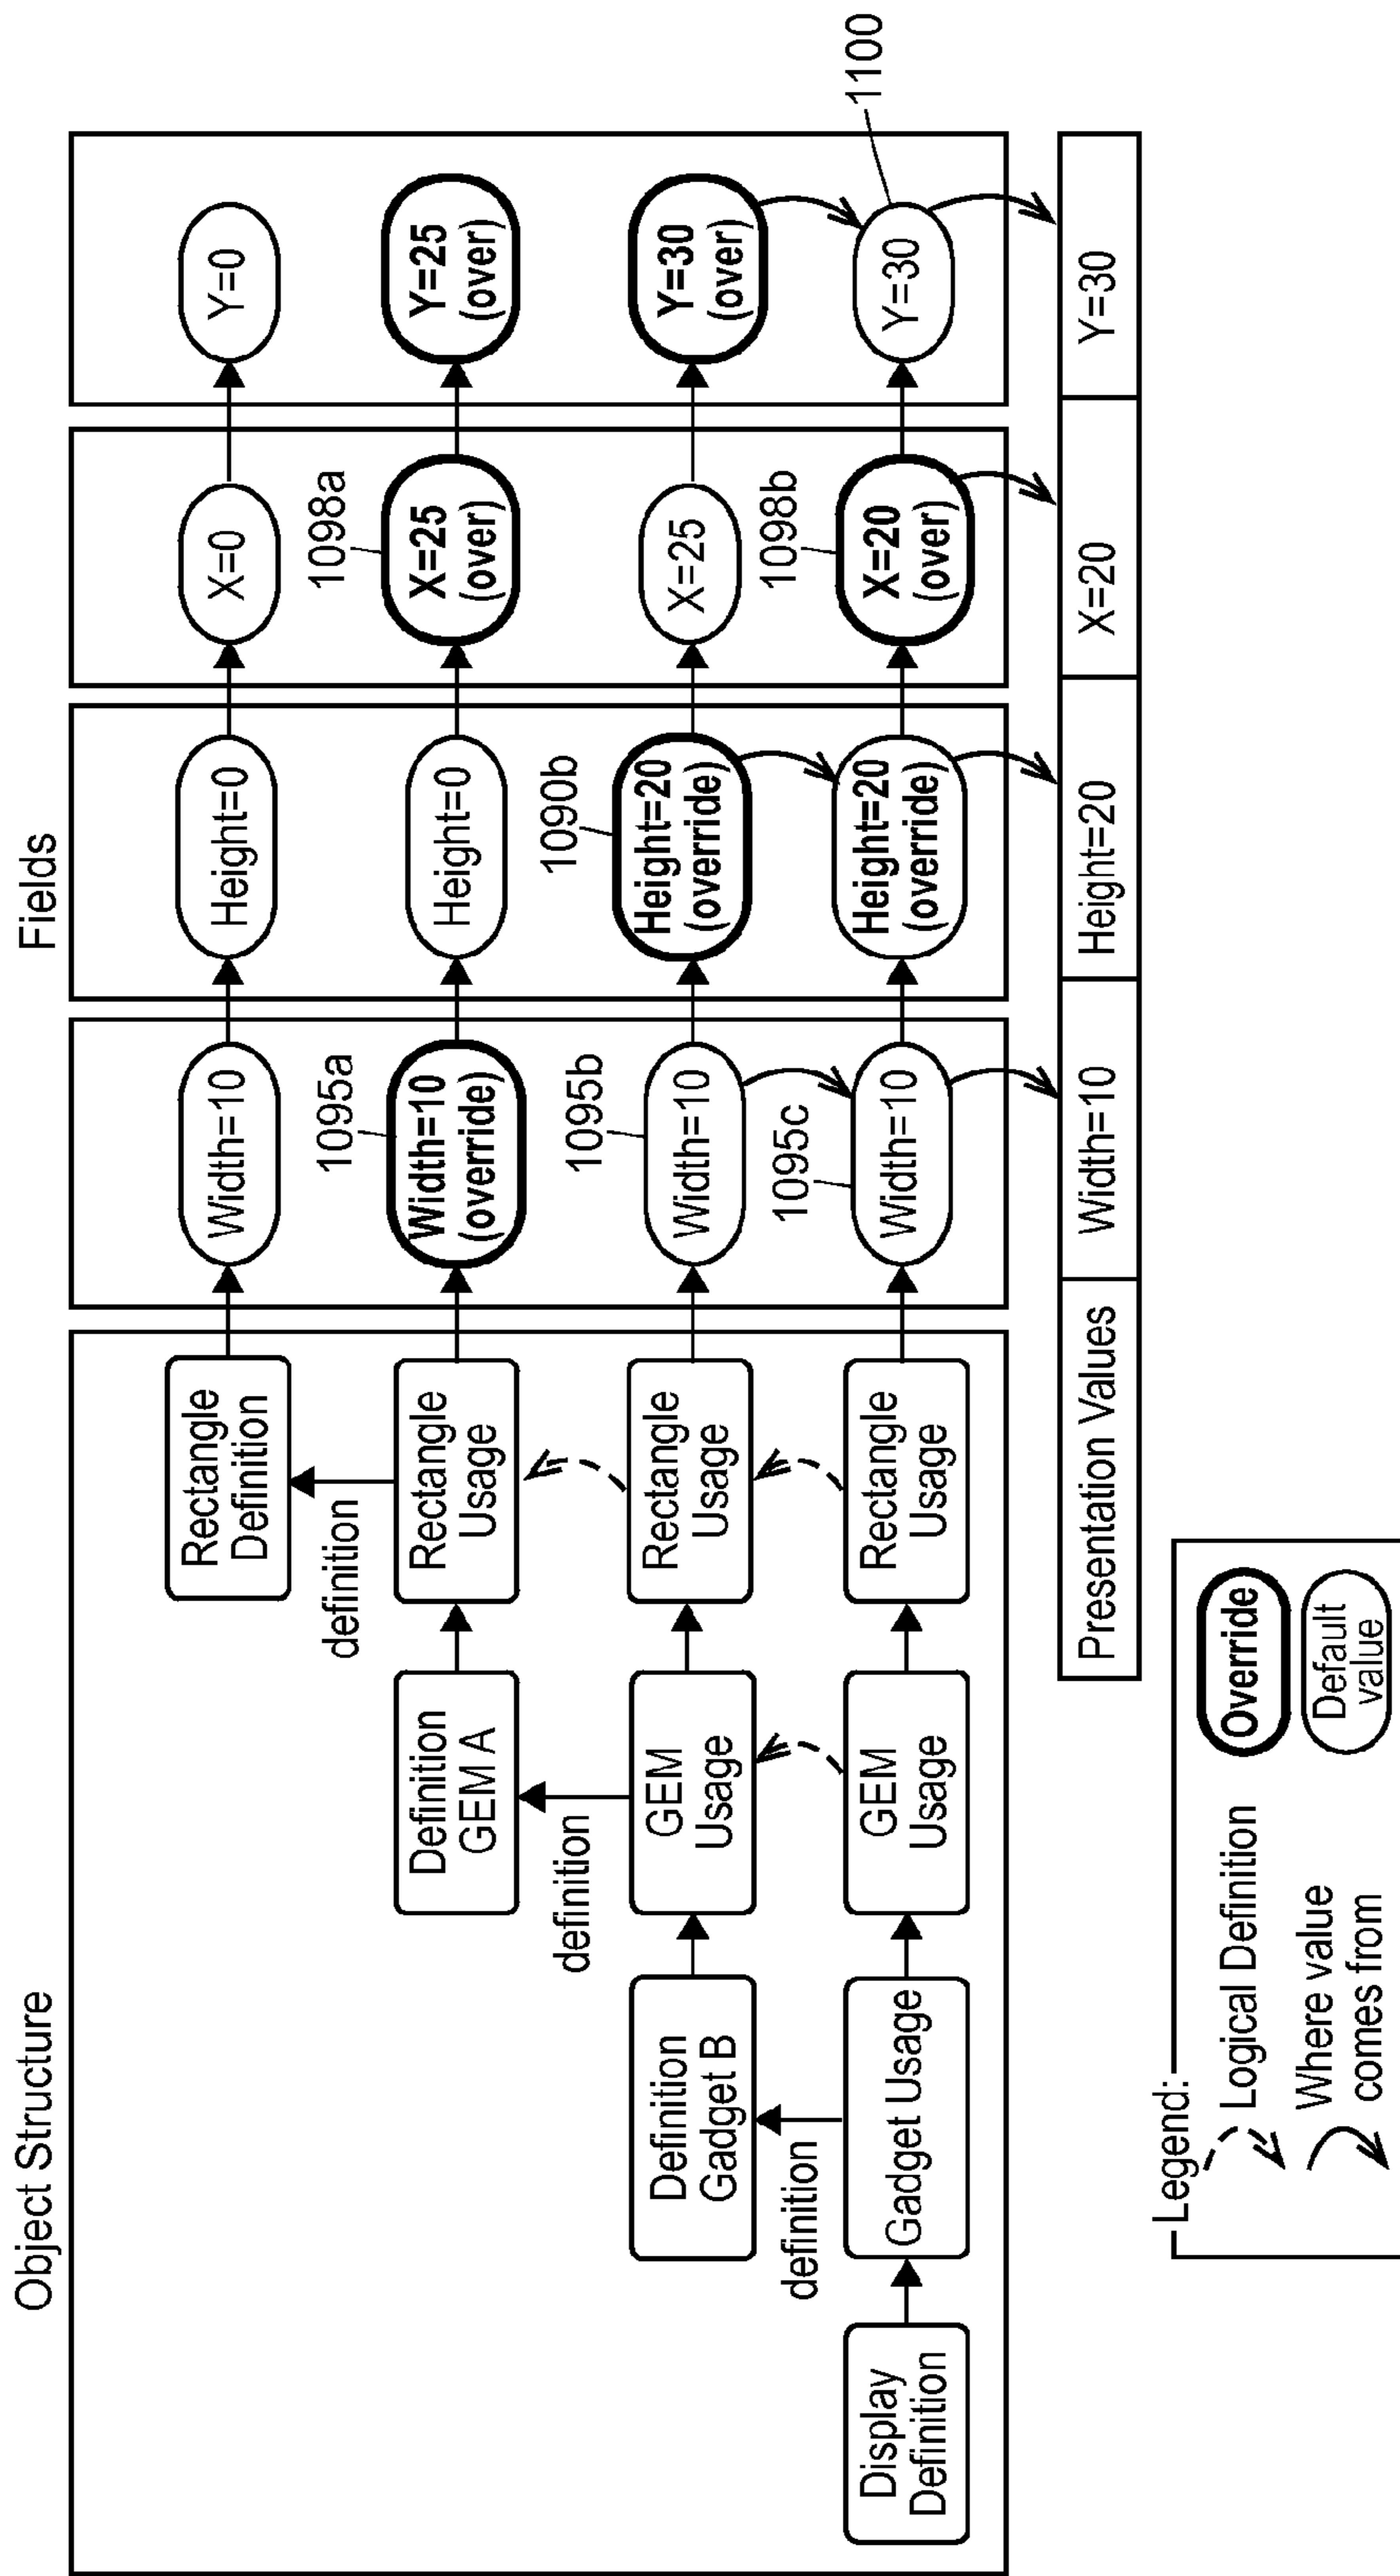 Object Structure
Fields
Rectangle
Definition
Width=10
Height=0
X=0
Y=0
definition
1095a
1098a
Definition
GEM A
Rectangle
Usage
Width=10
(override)
Height=0
X=25
(over)
Y=25
(over)
definition
1095b
1090b
Definition
Gadget B
GEM
Usage
Rectangle
Usage
Width=10
Height=20
(override)
X=25
Y=30
(over)
definition
1095c
1098b
1100
Display
Definition
Gadget Usage
GEM
Usage
Rectangle
Usage
Width=10
Height=20
(override)
X=20
(over)
Y=30
Presentation Values
Width=10
Height=20
X=20
Y=30
Legend:
Logical Definition
Override
Where value
comes from
Default
value